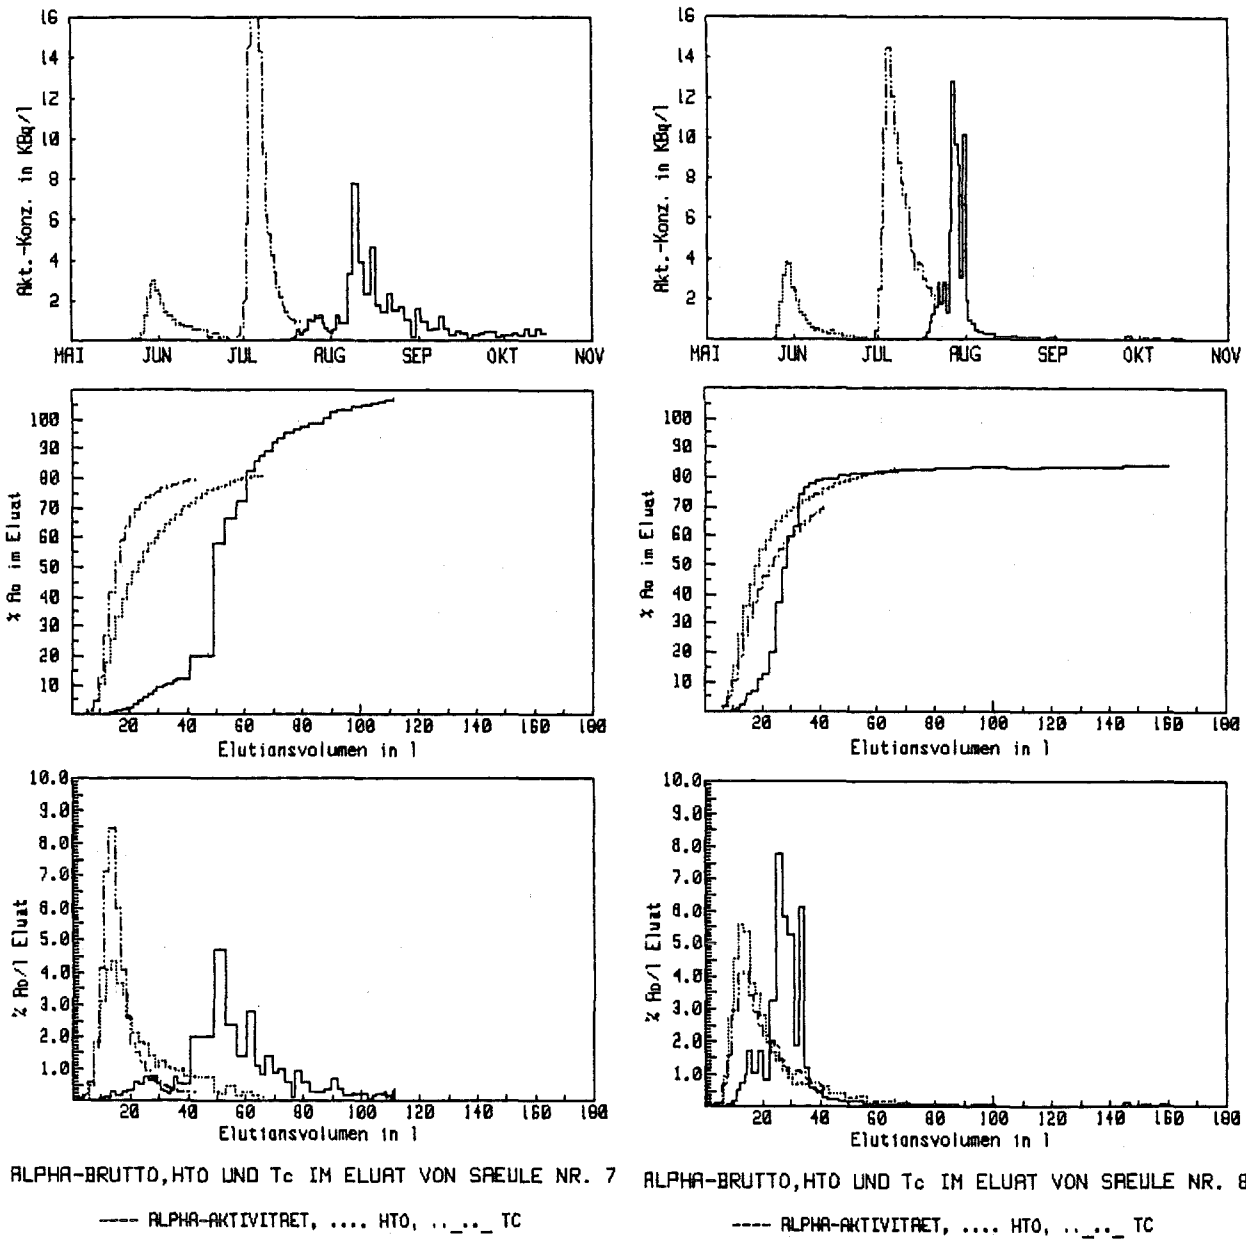 16
14
12
10
8
6
4
2
Akt.-Konz. in KBq/l
MAI JUN JUL AUG SEP OKT NOV
16
14
12
10
8
6
4
2
Akt.-Konz. in KBq/l
MAI JUN JUL AUG SEP OKT NOV
100
90
80
70
60
50
40
30
20
10
% Ao im Eluat
20 40 60 80 100 120 140 160 180
Elutionsvolumen in l
100
90
80
70
60
50
40
30
20
10
% Ao im Eluat
20 40 60 80 100 120 140 160 180
Elutionsvolumen in l
10.0
9.0
8.0
7.0
6.0
5.0
4.0
3.0
2.0
1.0
% Ao/l Eluat
20 40 60 80 100 120 140 160 180
Elutionsvolumen in l
10.0
9.0
8.0
7.0
6.0
5.0
4.0
3.0
2.0
1.0
% Ao/l Eluat
20 40 60 80 100 120 140 160 180
Elutionsvolumen in l
ALPHA-BRUTTO,HTO UND Tc IM ELUAT VON SAEULE NR. 7
---- ALPHA-AKTIVITAET, .... HTO, .._.._ TC
ALPHA-BRUTTO,HTO UND Tc IM ELUAT VON SAEULE NR. 8
---- ALPHA-AKTIVITAET, .... HTO, .._.._ TC